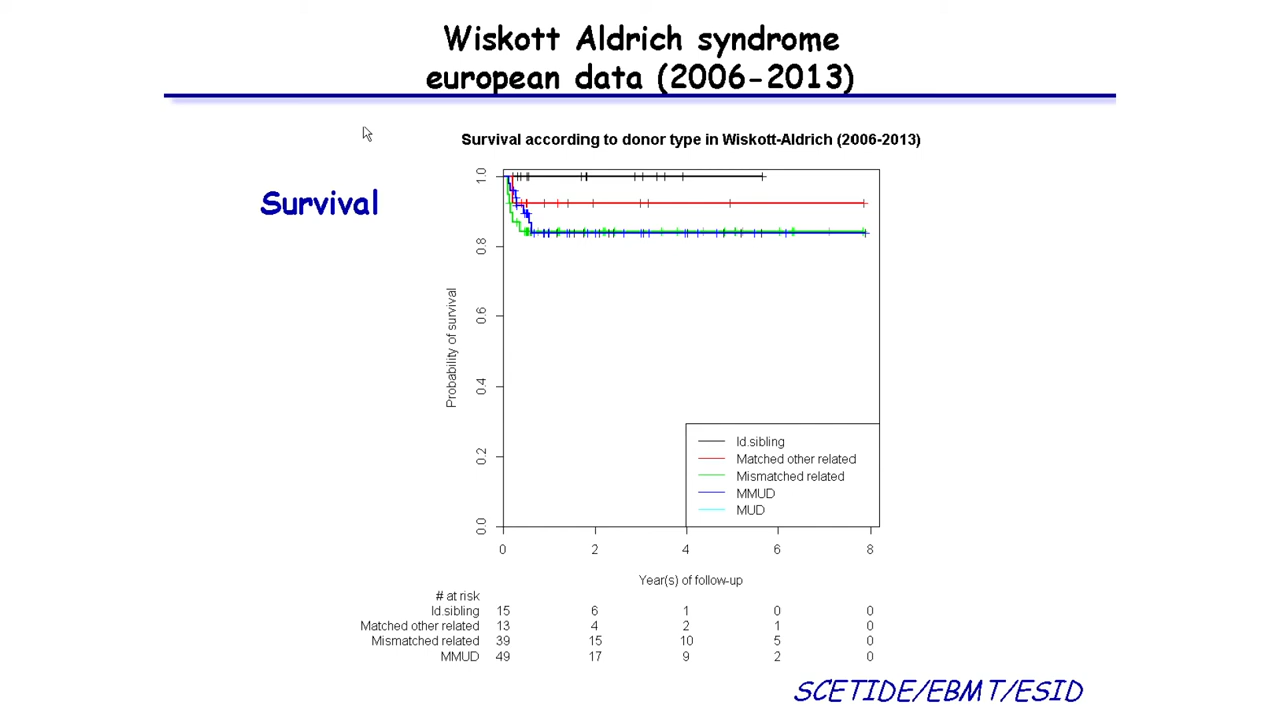 Wiskott Aldrich syndrome
european data (2006-2013)
Survival according to donor type in Wiskott-Aldrich (2006-2013)
Survival
Probability of survival
1.0
0.8
0.6
0.4
0.2
0.0
Id.sibling
Matched other related
Mismatched related
MMUD
MUD
0 2 4 6 8
Year(s) of follow-up
# at risk
Id.sibling 15 6 1 0 0
Matched other related 13 4 2 1 0
Mismatched related 39 15 10 5 0
MMUD 49 17 9 2 0
SCETIDE/EBMT/ESID